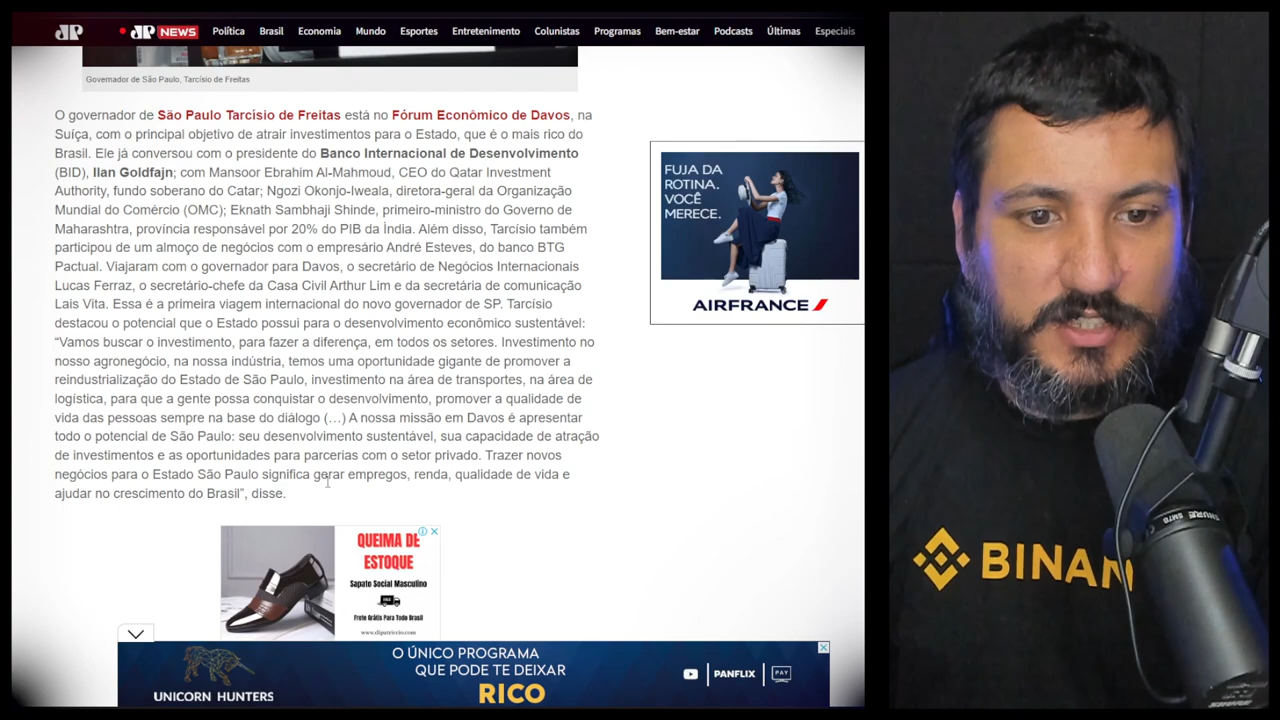 JP
JP NEWS
Política
Brasil
Economia
Mundo
Esportes
Entretenimento
Colunistas
Programas
Bem-estar
Podcasts
Últimas
Especiais
Governador de São Paulo, Tarcísio de Freitas
O governador de São Paulo Tarcísio de Freitas está no Fórum Econômico de Davos, na
Suíça, com o principal objetivo de atrair investimentos para o Estado, que é o mais rico do
Brasil. Ele já conversou com o presidente do Banco Internacional de Desenvolvimento
(BID), Ilan Goldfajn; com Mansoor Ebrahim Al-Mahmoud, CEO do Qatar Investment
Authority, fundo soberano do Catar; Ngozi Okonjo-Iweala, diretora-geral da Organização
Mundial do Comércio (OMC); Eknath Sambhaji Shinde, primeiro-ministro do Governo de
Maharashtra, província responsável por 20% do PIB da Índia. Além disso, Tarcísio também
participou de um almoço de negócios com o empresário André Esteves, do banco BTG
Pactual. Viajaram com o governador para Davos, o secretário de Negócios Internacionais
Lucas Ferraz, o secretário-chefe da Casa Civil Arthur Lim e da secretária de comunicação
Lais Vita. Essa é a primeira viagem internacional do novo governador de SP. Tarcísio
destacou o potencial que o Estado possui para o desenvolvimento econômico sustentável:
“Vamos buscar o investimento, para fazer a diferença, em todos os setores. Investimento no
nosso agronegócio, na nossa indústria, temos uma oportunidade gigante de promover a
reindustrialização do Estado de São Paulo, investimento na área de transportes, na área de
logística, para que a gente possa conquistar o desenvolvimento, promover a qualidade de
vida das pessoas sempre na base do diálogo (…) A nossa missão em Davos é apresentar
todo o potencial de São Paulo: seu desenvolvimento sustentável, sua capacidade de atração
de investimentos e as oportunidades para parcerias com o setor privado. Trazer novos
negócios para o Estado São Paulo significa gerar empregos, renda, qualidade de vida e
ajudar no crescimento do Brasil”, disse.
FUJA DA
ROTINA.
VOCÊ
MERECE.
AIRFRANCE
QUEIMA DE
ESTOQUE
Sapato Social Masculino
FREE
Frete Grátis Para Todo Brasil
www.dipatriccio.com
UNICORN HUNTERS
O ÚNICO PROGRAMA
QUE PODE TE DEIXAR
RICO
PANFLIX
PAY
BINAN
SHURE SM7B